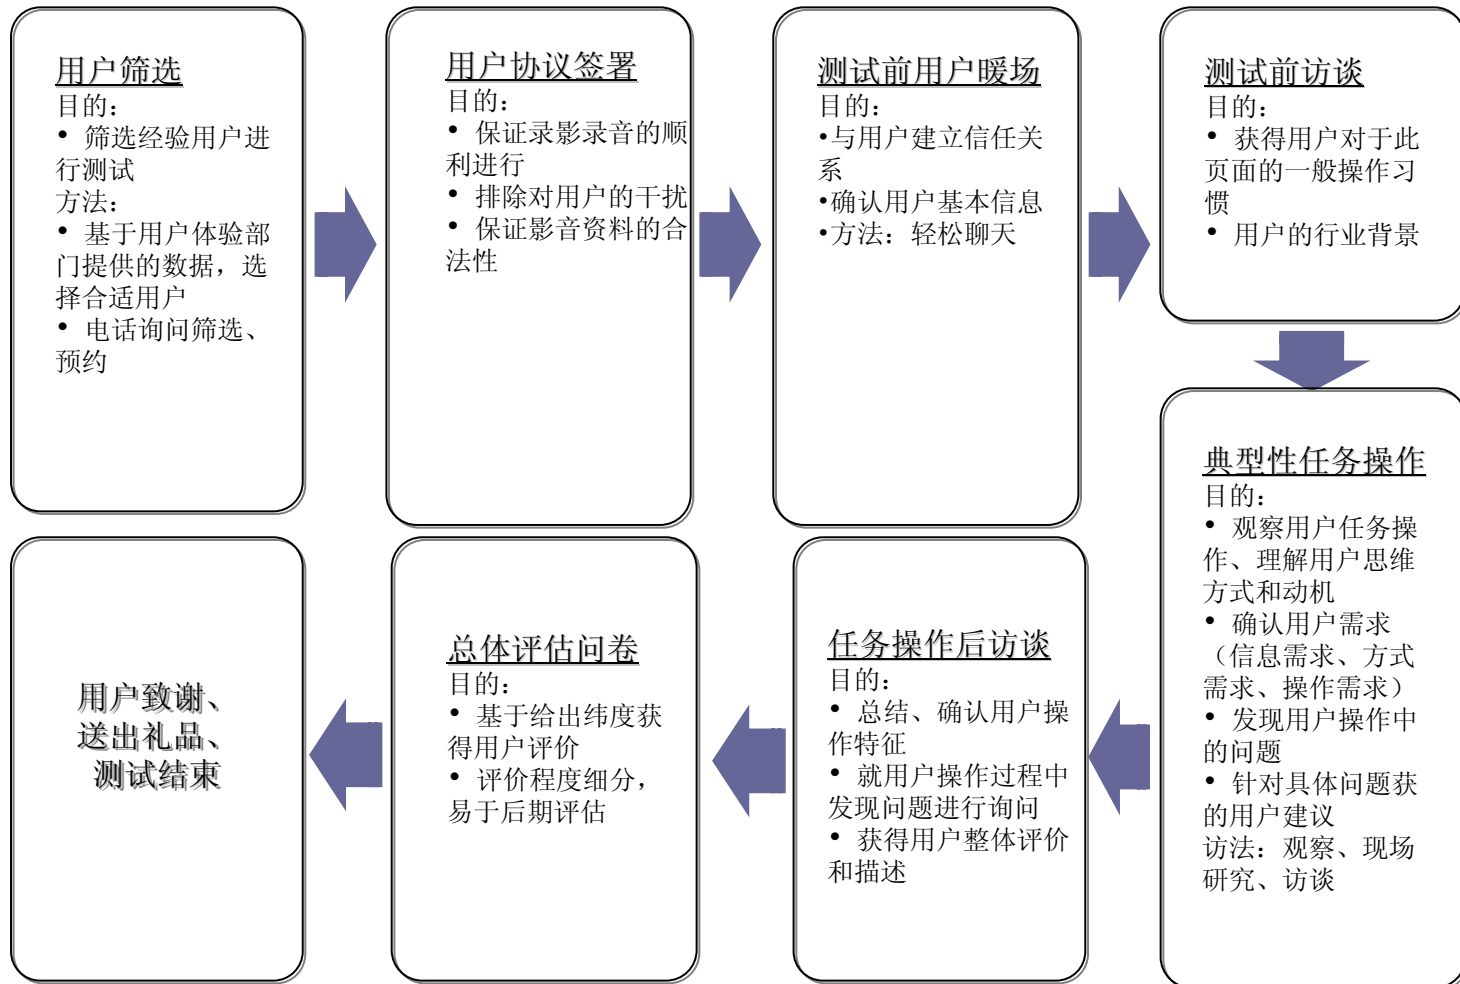 用户筛选
目的：
• 筛选经验用户进
行测试
方法：
• 基于用户体验部
门提供的数据，选
择合适用户
• 电话询问筛选、
预约
用户协议签署
目的：
• 保证录影录音的顺
利进行
• 排除对用户的干扰
• 保证影音资料的合
法性
测试前用户暖场
目的：
•与用户建立信任关
系
•确认用户基本信息
•方法：轻松聊天
测试前访谈
目的：
• 获得用户对于此
页面的一般操作习
惯
• 用户的行业背景
典型性任务操作
目的：
• 观察用户任务操
作、理解用户思维
方式和动机
• 确认用户需求
（信息需求、方式
需求、操作需求）
• 发现用户操作中
的问题
• 针对具体问题获
的用户建议
访法：观察、现场
研究、访谈
任务操作后访谈
目的：
• 总结、确认用户操
作特征
• 就用户操作过程中
发现问题进行询问
• 获得用户整体评价
和描述
总体评估问卷
目的：
• 基于给出纬度获
得用户评价
• 评价程度细分，
易于后期评估
用户致谢、
送出礼品、
测试结束